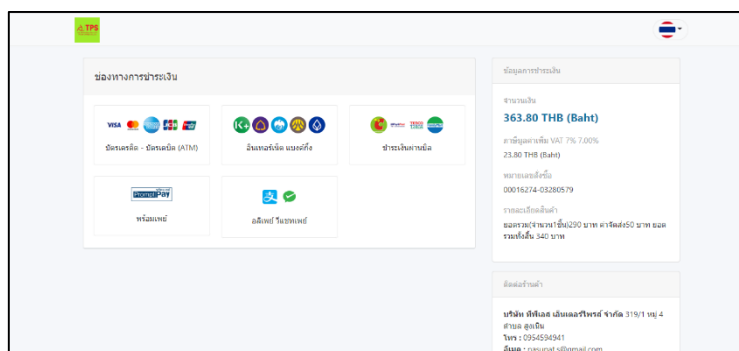 TPS
ช่องทางการชำระเงิน
VISA JCB
บัตรเครดิต - บัตรเดบิต (ATM)
K+
อินเทอร์เน็ต แบงค์กิ้ง
TESCO
ชำระเงินผ่านบิล
PromptPay
พร้อมเพย์
支
อลีเพย์ วีแชทเพย์
ข้อมูลการชำระเงิน
จำนวนเงิน
363.80 THB (Baht)
ภาษีมูลค่าเพิ่ม VAT 7% 7.00%
23.80 THB (Baht)
หมายเลขสั่งซื้อ
00016274-03280579
รายละเอียดสินค้า
ยอดรวม(จำนวน1ชิ้น)290 บาท ค่าจัดส่ง50 บาท ยอด
รวมทั้งสิ้น 340 บาท
ติดต่อร้านค้า
บริษัท ทีพีเอส เอ็นเตอร์ไพรส์ จำกัด 319/1 หมู่ 4
ตำบล สูงเนิน
โทร : 0954594941
อีเมล : pasupat.s@gmail.com